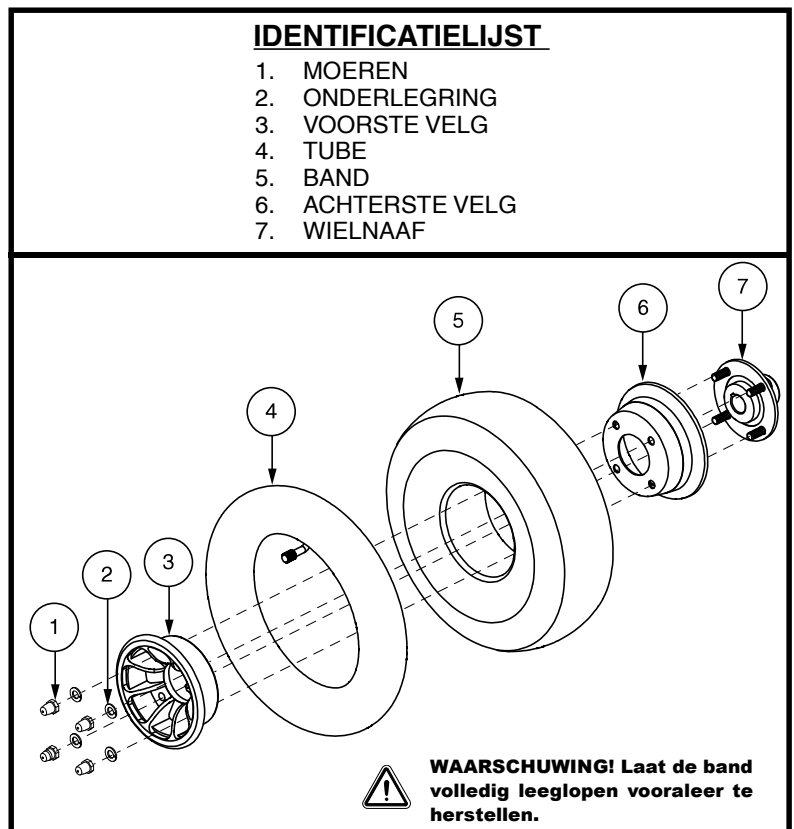 IDENTIFICATIELIJST
1. MOEREN
2. ONDERLEGRING
3. VOORSTE VELG
4. TUBE
5. BAND
6. ACHTERSTE VELG
7. WIELNAAF
7
6
5
4
3
2
1
WAARSCHUWING! Laat de band
volledig leeglopen vooraleer te
herstellen.